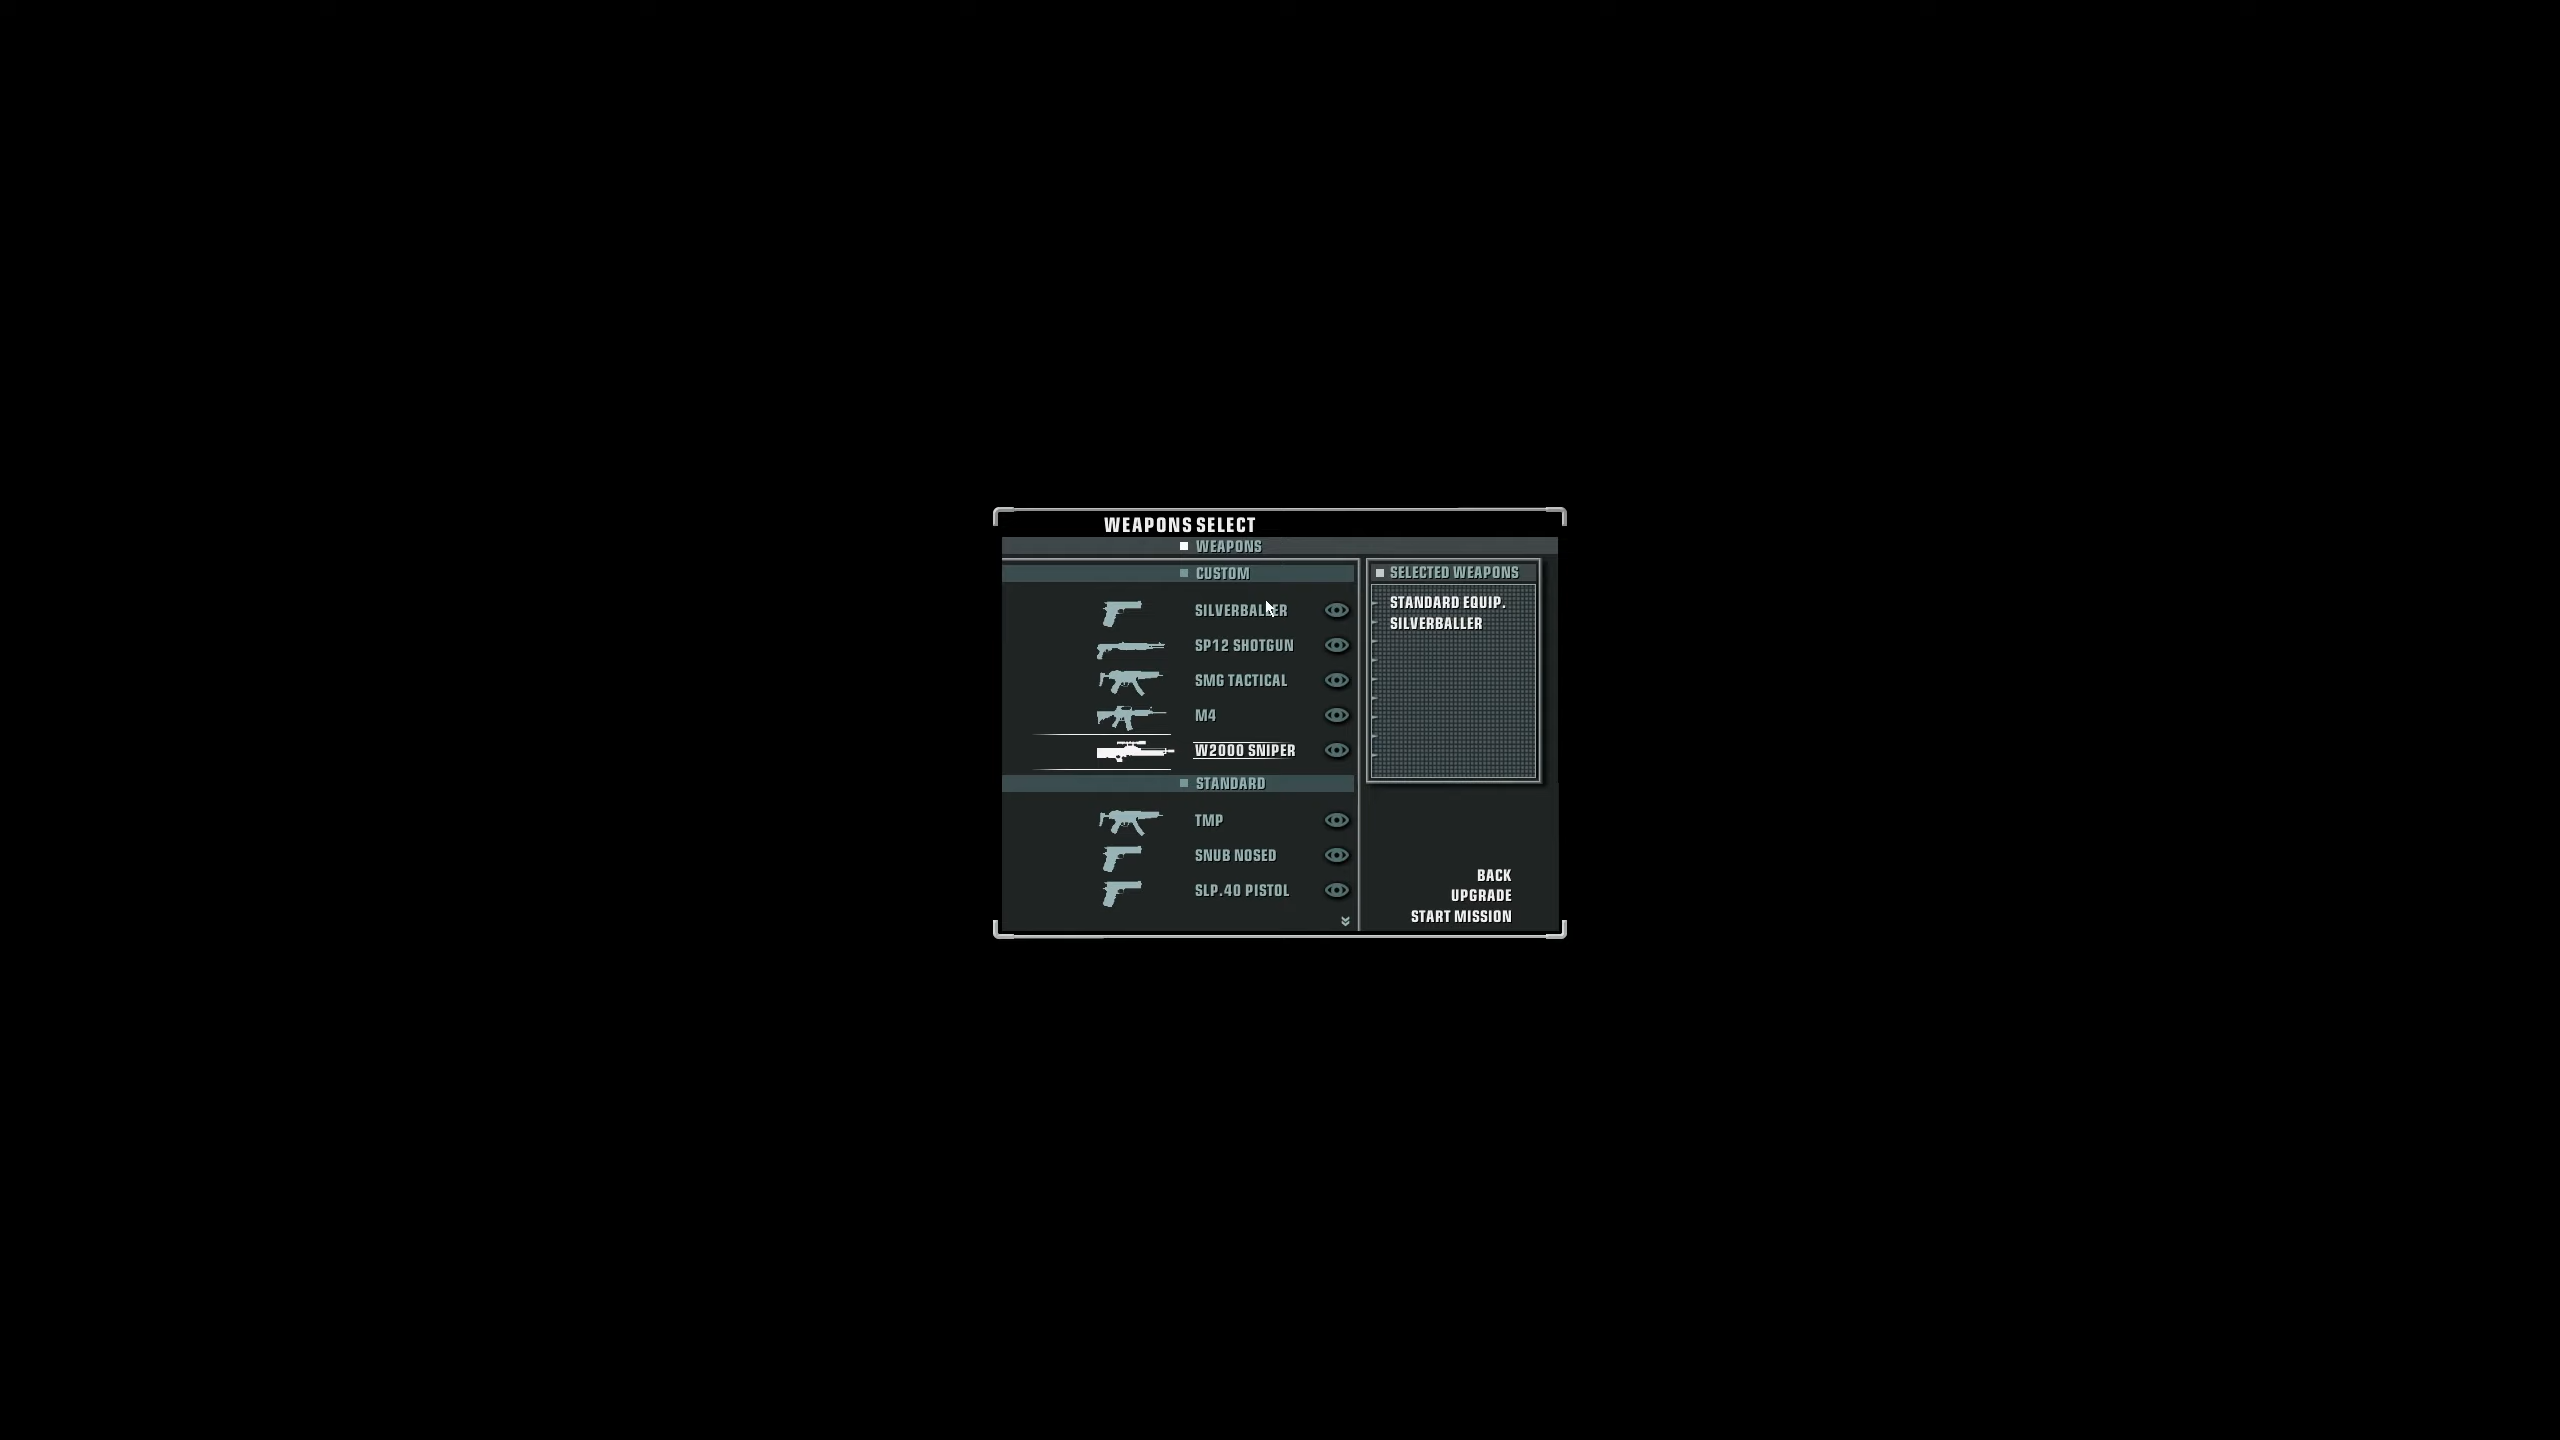 WEAPONS SELECT
WEAPONS
CUSTOM
SILVERBALLER
SP12 SHOTGUN
SMG TACTICAL
M4
W2000 SNIPER
STANDARD
TMP
SNUB NOSED
SLP.40 PISTOL
SELECTED WEAPONS
STANDARD EQUIP.
SILVERBALLER
BACK
UPGRADE
START MISSION